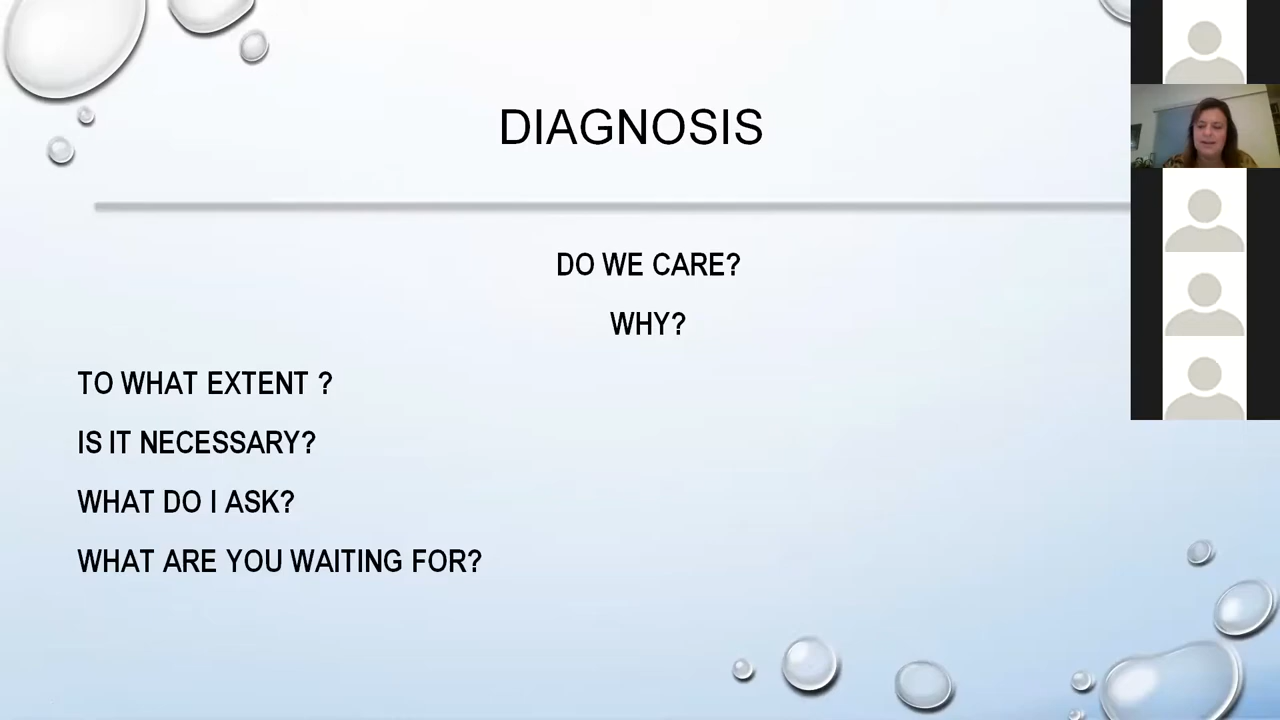 DIAGNOSIS
DO WE CARE?
WHY?
TO WHAT EXTENT ?
IS IT NECESSARY?
WHAT DO I ASK?
WHAT ARE YOU WAITING FOR?